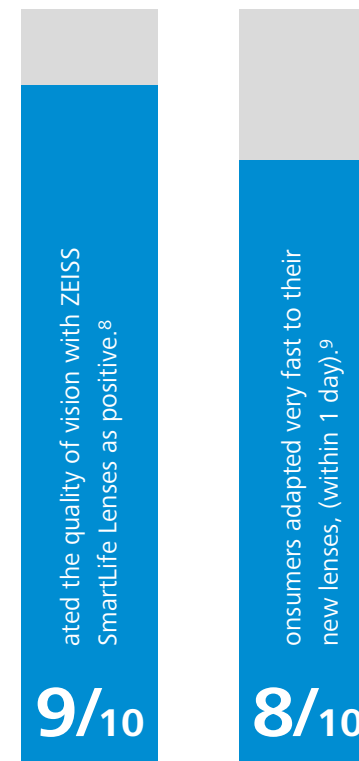 ated the quality of vision with ZEISS
SmartLife Lenses as positive.8
9/10
onsumers adapted very fast to their
new lenses, (within 1 day).9
8/10